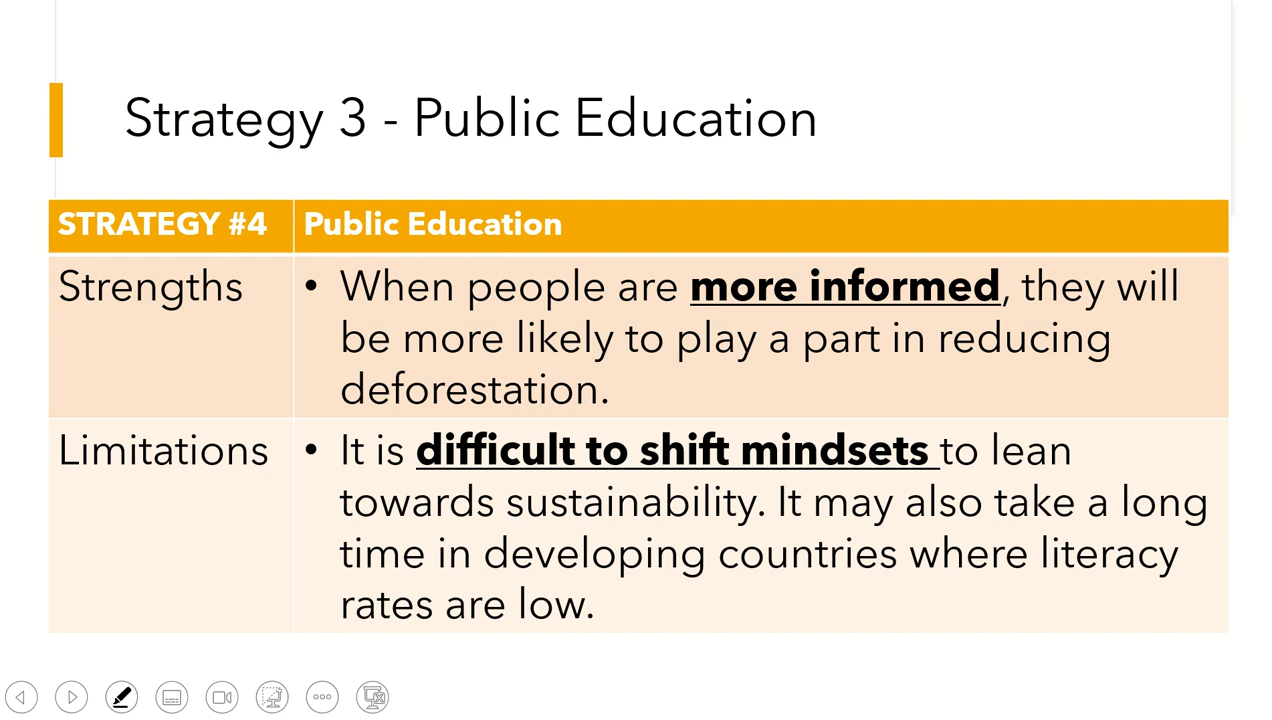 Strategy 3 - Public Education
STRATEGY #4
Public Education
Strengths
• When people are more informed, they will
be more likely to play a part in reducing
deforestation.
Limitations
• It is difficult to shift mindsets to lean
towards sustainability. It may also take a long
time in developing countries where literacy
rates are low.